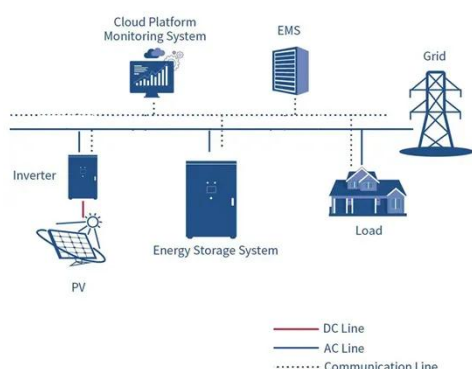 Cloud Platform
Monitoring System
EMS
Grid
Inverter
Energy Storage System
Load
PV
DC Line
AC Line
Communication Line